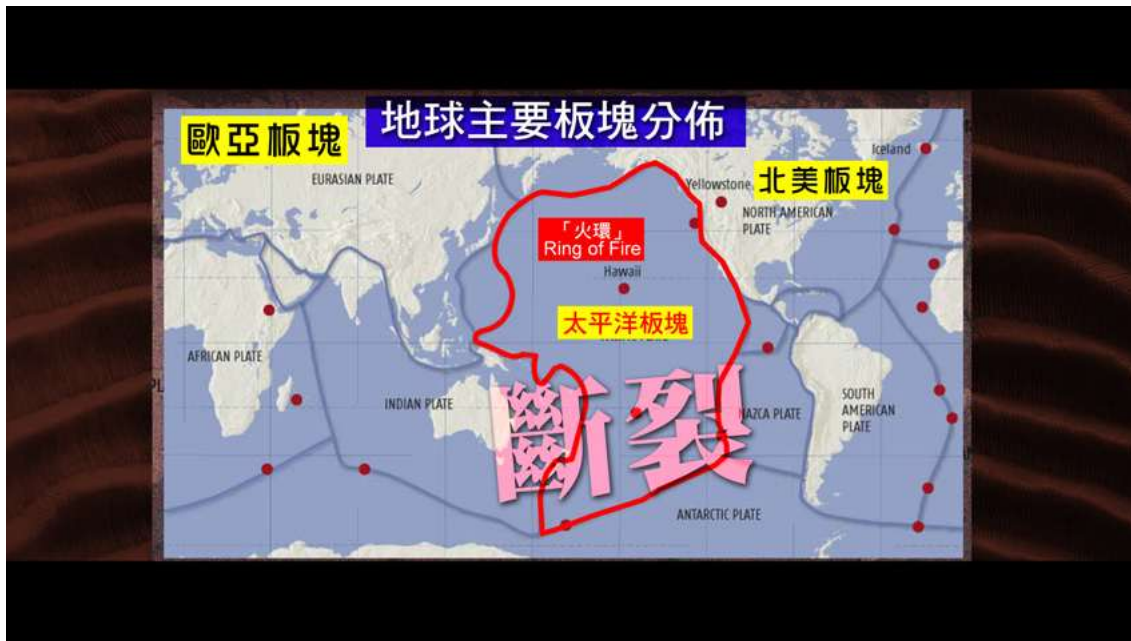 地球主要板塊分佈
歐亞板塊
EURASIAN PLATE
Iceland
Yellowstone
北美板塊
NORTH AMERICAN
PLATE
「火環」
Ring of Fire
Hawaii
太平洋板塊
AFRICAN PLATE
INDIAN PLATE
斷裂
NAZCA PLATE
SOUTH
AMERICAN
PLATE
ANTARCTIC PLATE